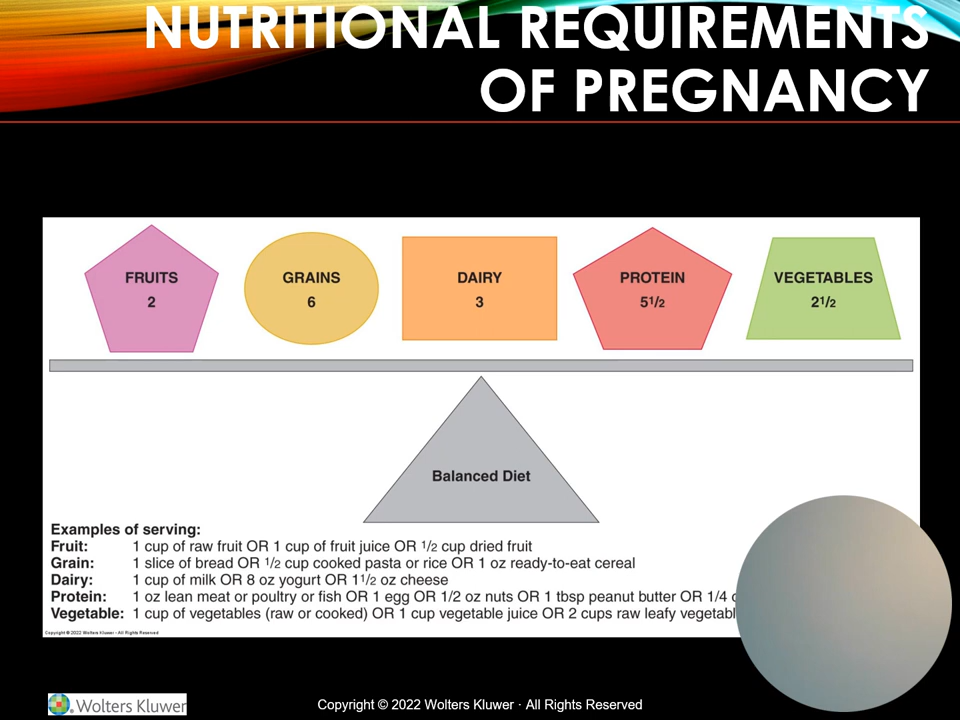 NUTRITIONAL REQUIREMENTS
OF PREGNANCY
FRUITS
2
GRAINS
6
DAIRY
3
PROTEIN
5 1/2
VEGETABLES
2 1/2
Balanced Diet
Examples of serving:
Fruit: 1 cup of raw fruit OR 1 cup of fruit juice OR 1/2 cup dried fruit
Grain: 1 slice of bread OR 1/2 cup cooked pasta or rice OR 1 oz ready-to-eat cereal
Dairy: 1 cup of milk OR 8 oz yogurt OR 1 1/2 oz cheese
Protein: 1 oz lean meat or poultry or fish OR 1 egg OR 1/2 oz nuts OR 1 tbsp peanut butter OR 1/4
Vegetable: 1 cup of vegetables (raw or cooked) OR 1 cup vegetable juice OR 2 cups raw leafy
Copyright © 2022 Wolters Kluwer · All Rights Reserved
Wolters Kluwer
Copyright © 2022 Wolters Kluwer · All Rights Reserved